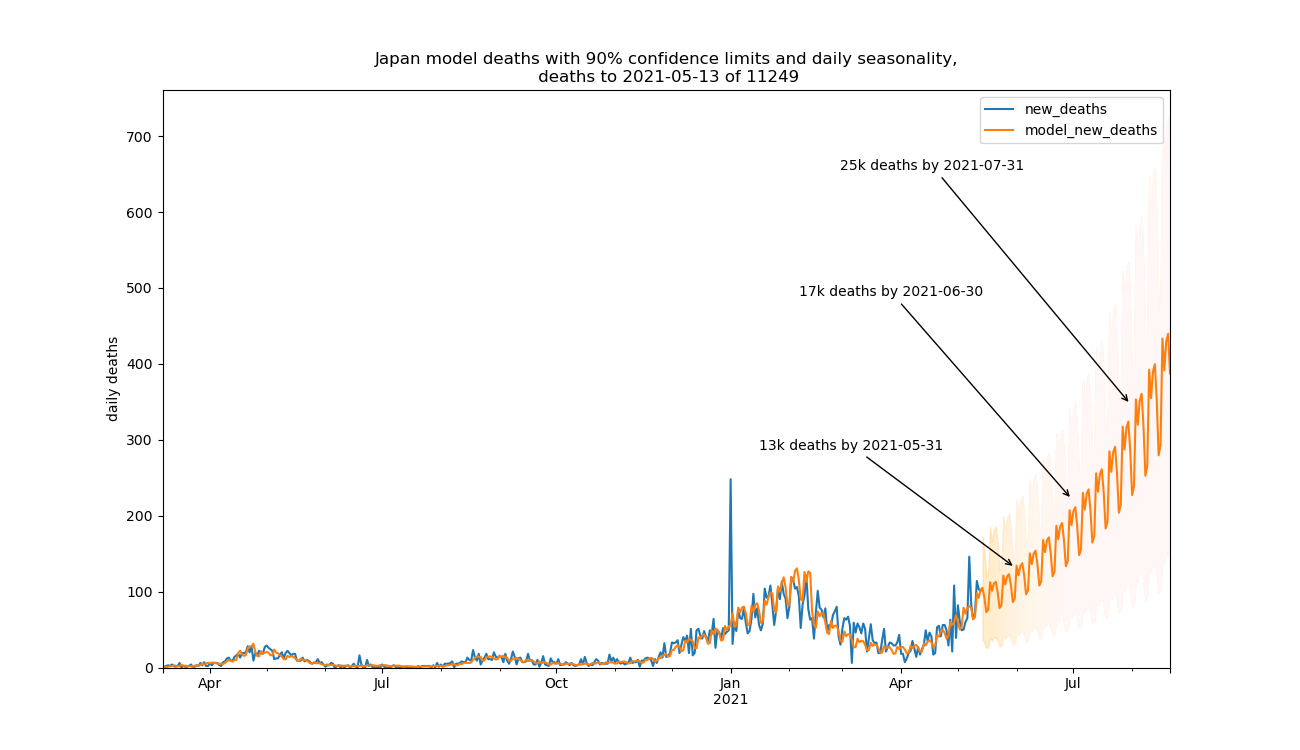 Japan model deaths with 90% confidence limits and daily seasonality,
deaths to 2021-05-13 of 11249
new_deaths
model_new_deaths
700
600
500
400
300
200
100
0
daily deaths
25k deaths by 2021-07-31
17k deaths by 2021-06-30
13k deaths by 2021-05-31
Apr
Jul
Oct
Jan
2021
Apr
Jul